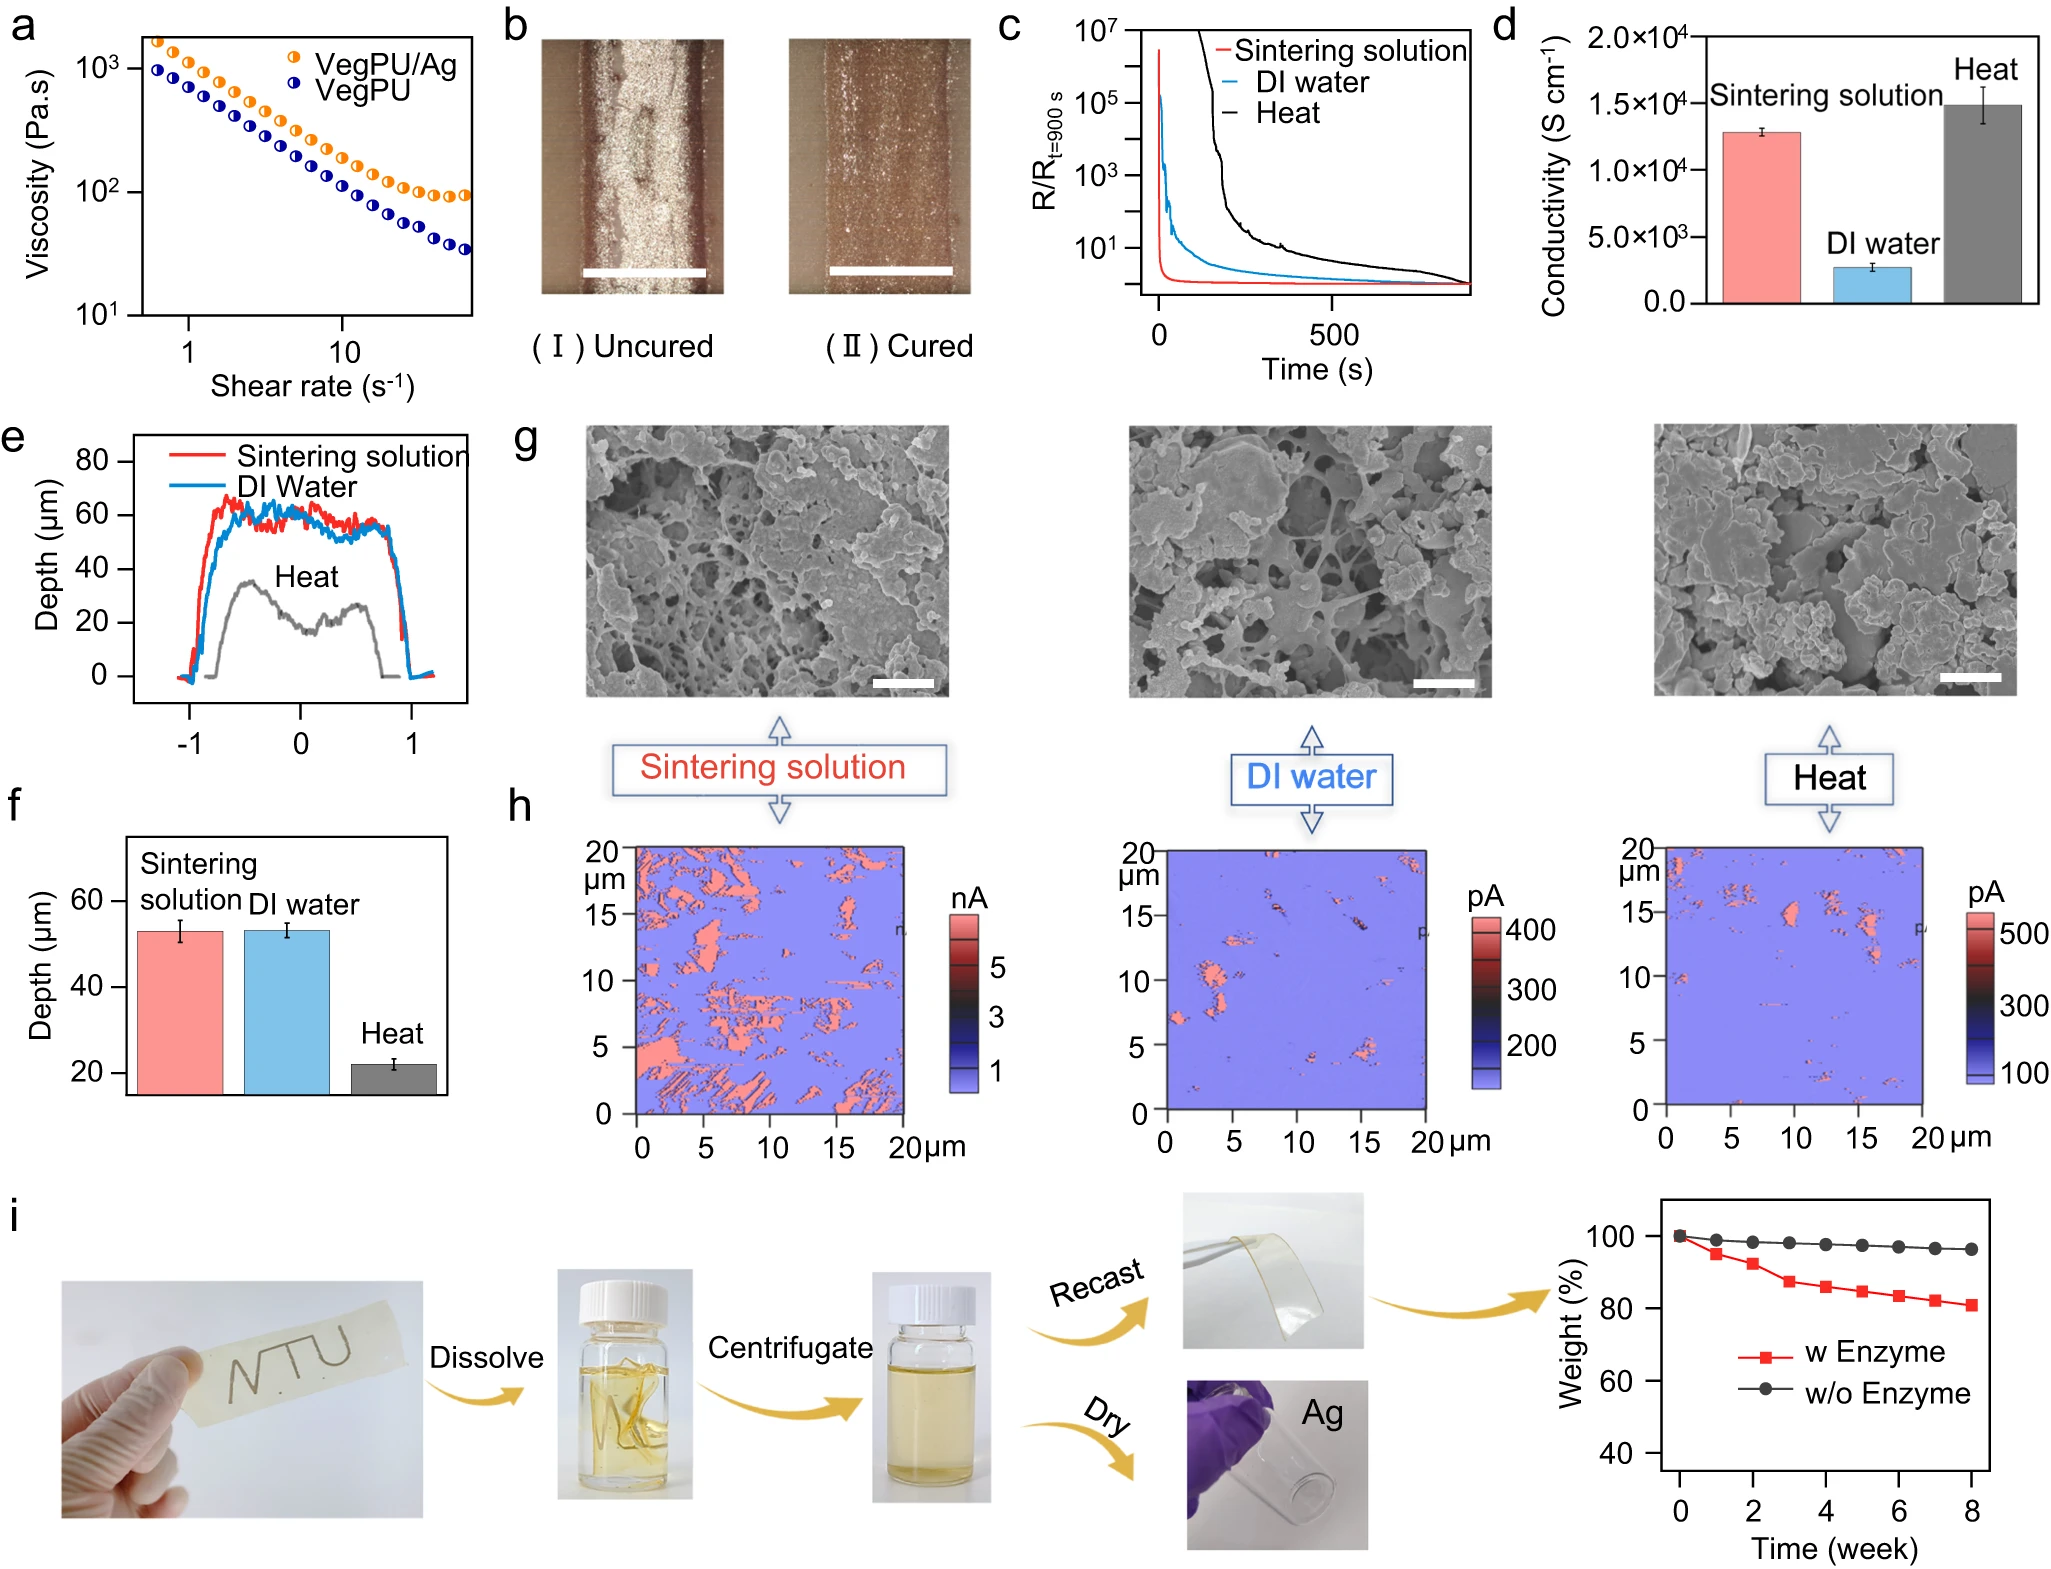 a
10³
10²
10¹
Viscosity (Pa.s)
VegPU/Ag
VegPU
1
10
Shear rate (s⁻¹)
b
(Ⅰ) Uncured
(Ⅱ) Cured
c
10⁷
10⁵
10³
10¹
R/Rt=900 s
Sintering solution
DI water
Heat
0
500
Time (s)
d
2.0×10⁴
1.5×10⁴
1.0×10⁴
5.0×10³
0.0
Conductivity (S cm⁻¹)
Sintering solution
DI water
Heat
e
80
60
40
20
0
Depth (µm)
Sintering solution
DI Water
Heat
-1
0
1
f
60
40
20
Depth (µm)
Sintering
solution
DI water
Heat
g
Sintering solution
DI water
Heat
h
20
µm
15
10
5
0
0 5 10 15 20µm
nA
5
3
1
20
µm
15
10
5
0
0 5 10 15 20µm
pA
400
300
200
20
µm
15
10
5
0
0 5 10 15 20µm
pA
500
300
100
i
NTU
Dissolve
Centrifugate
Recast
Dry
Ag
100
80
60
40
Weight (%)
w Enzyme
w/o Enzyme
0 2 4 6 8
Time (week)